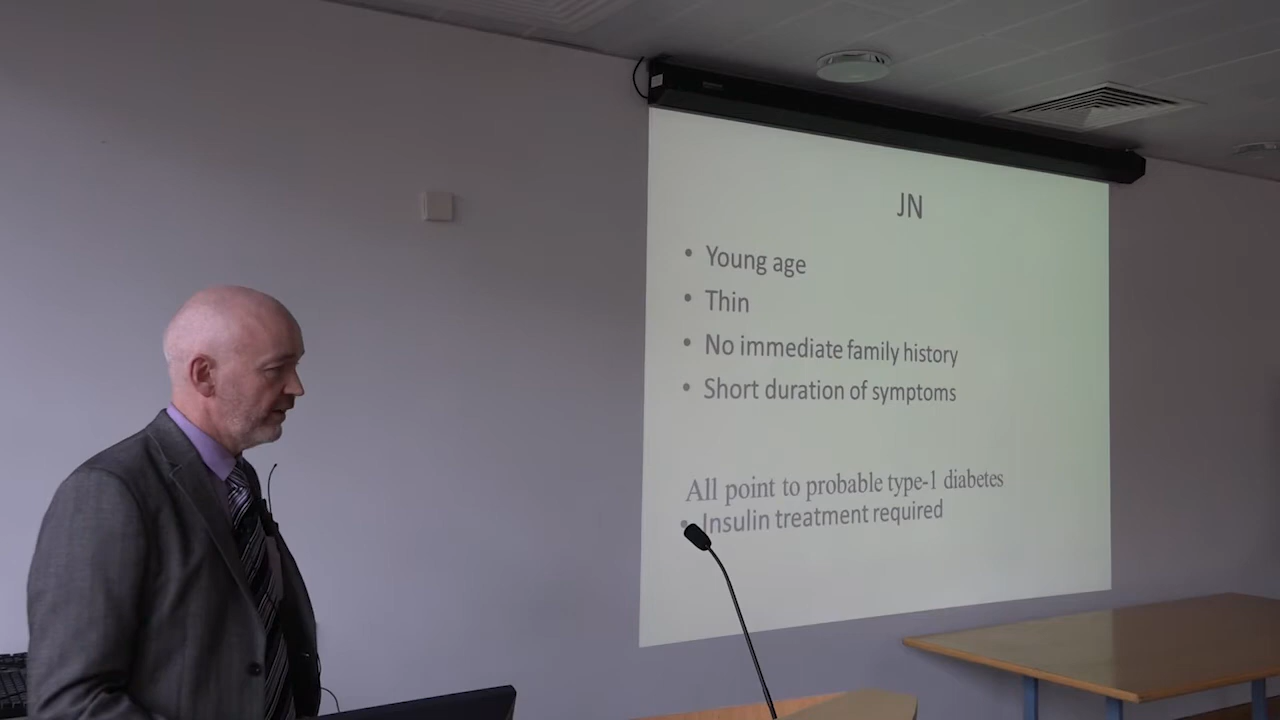 JN
• Young age
• Thin
• No immediate family history
• Short duration of symptoms
All point to probable type-1 diabetes
• Insulin treatment required